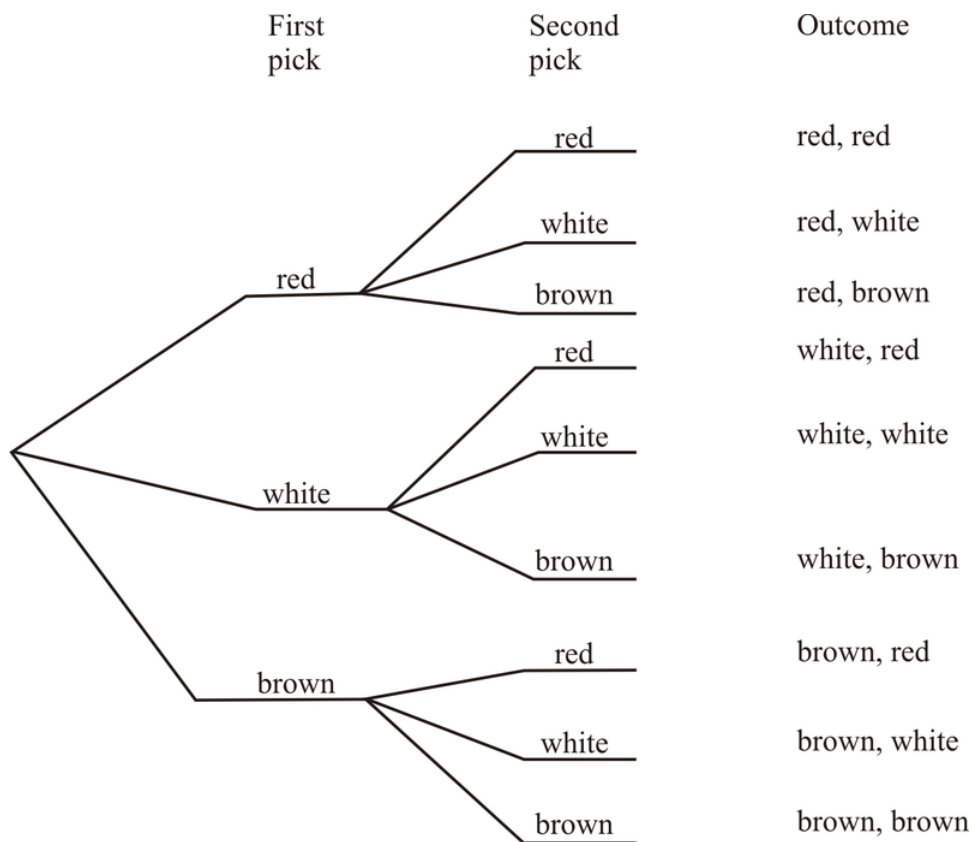 First Second Outcome
pick pick
red red, red
white red, white
red brown red, brown
red white, red
white white, white
white
brown white, brown
red brown, red
brown
white brown, white
brown brown, brown